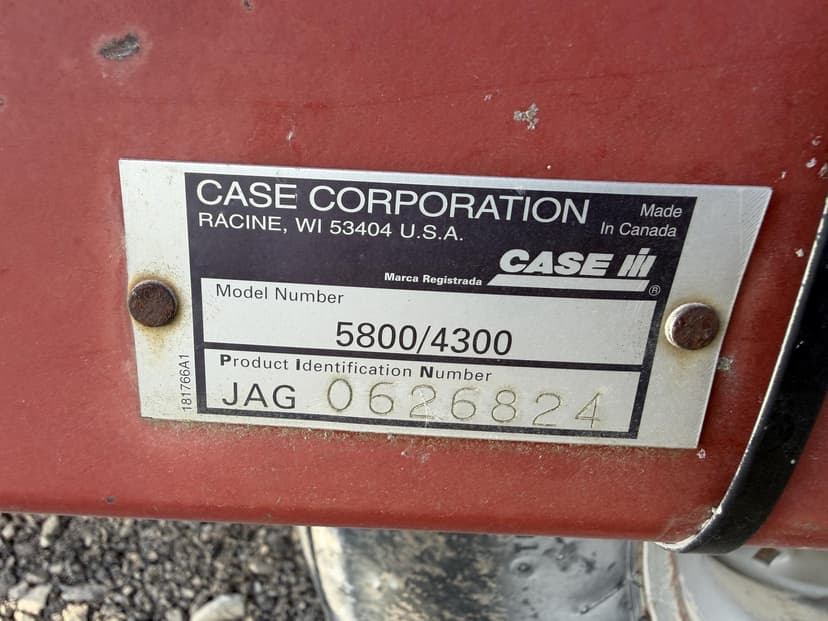 CASE CORPORATION
RACINE, WI 53404 U.S.A.
Made
In Canada
CASE IH
Marca Registrada
®
Model Number
5800/4300
Product Identification Number
JAG 0626824
181766A1